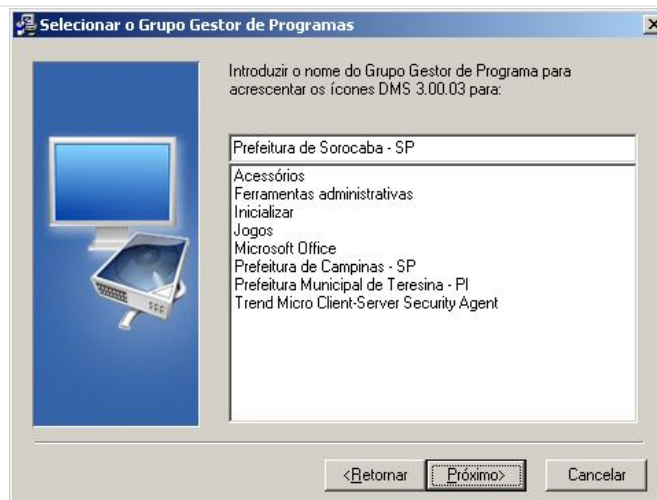 Selecionar o Grupo Gestor de Programas
Introduzir o nome do Grupo Gestor de Programa para
acrescentar os ícones DMS 3.00.03 para:
Prefeitura de Sorocaba - SP
Acessórios
Ferramentas administrativas
Inicializar
Jogos
Microsoft Office
Prefeitura de Campinas - SP
Prefeitura Municipal de Teresina - PI
Trend Micro Client-Server Security Agent
<Retornar
Próximo>
Cancelar